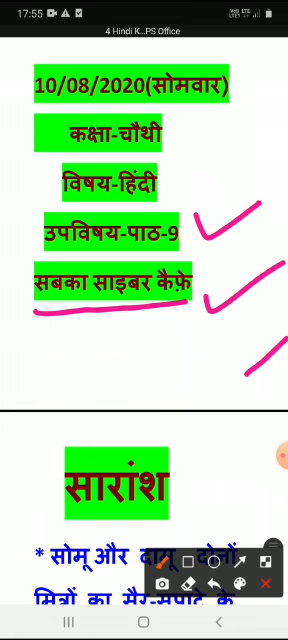 17:55
4 Hindi K...PS Office
10/08/2020(सोमवार)
कक्षा-चौथी
विषय-हिंदी
उपविषय-पाठ-9
सबका साइबर कैफ़े
सारांश
* सोमू और दामू दोनों
मित्रों का सैर-सपाटे के